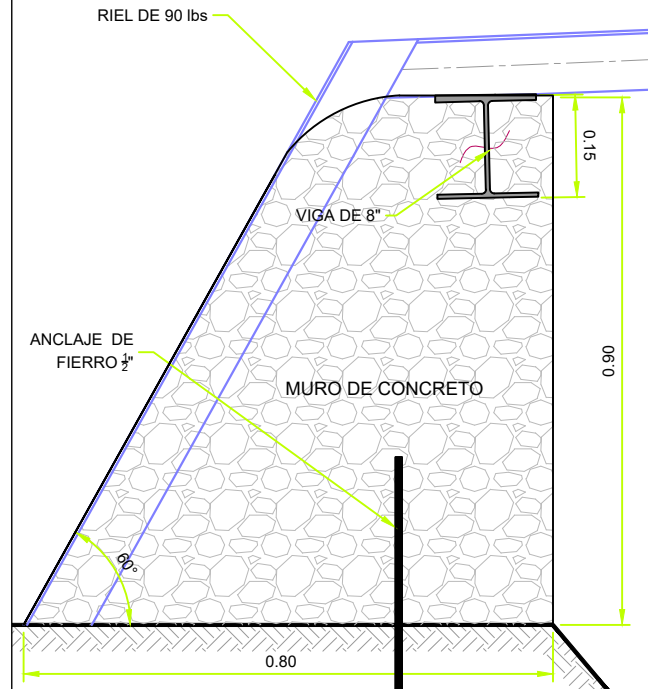 RIEL DE 90 lbs
0.15
VIGA DE 8"
ANCLAJE DE
FIERRO ½"
0.90
MURO DE CONCRETO
60°
0.80